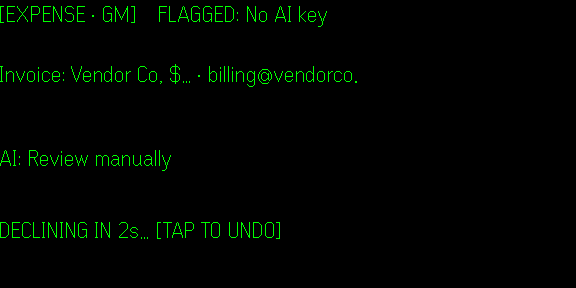 [EXPENSE · GM] FLAGGED: No AI key
Invoice: Vendor Co, $… · billing@vendorco.
AI: Review manually
DECLINING IN 2s… [TAP TO UNDO]